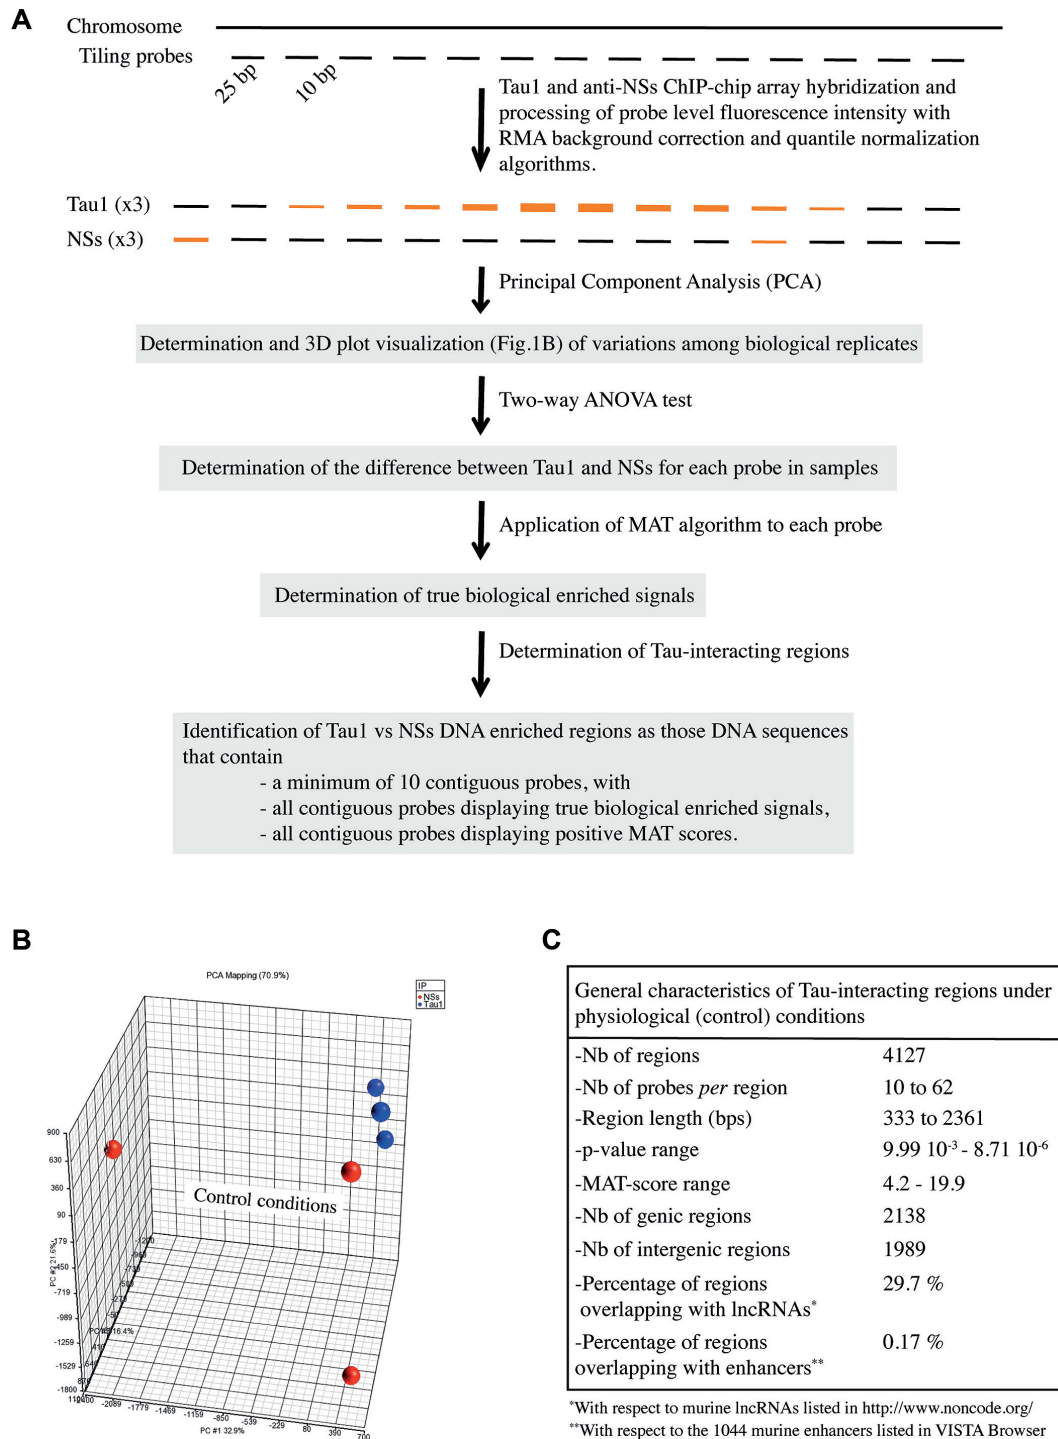 A
Chromosome
Tiling probes
25 bp
10 bp
Tau1 and anti-NSs ChIP-chip array hybridization and
processing of probe level fluorescence intensity with
RMA background correction and quantile normalization
algorithms.
Tau1 (x3)
NSs (x3)
Principal Component Analysis (PCA)
Determination and 3D plot visualization (Fig.1B) of variations among biological replicates
Two-way ANOVA test
Determination of the difference between Tau1 and NSs for each probe in samples
Application of MAT algorithm to each probe
Determination of true biological enriched signals
Determination of Tau-interacting regions
Identification of Tau1 vs NSs DNA enriched regions as those DNA sequences
that contain
- a minimum of 10 contiguous probes, with
- all contiguous probes displaying true biological enriched signals,
- all contiguous probes displaying positive MAT scores.
B
PCA Mapping (70.9%)
IP
NSs
Tau1
Control conditions
900
630
360
90
-179
-450
-719
-989
-1259
-1529
-1800
PC #2 21.6%
-1200
16.4%
-2089
-1779
-1469
-1159
-850
-539
-229
80
390
700
PC #1 32.9%
C
General characteristics of Tau-interacting regions under
physiological (control) conditions
-Nb of regions 4127
-Nb of probes per region 10 to 62
-Region length (bps) 333 to 2361
-p-value range 9.99 10⁻³ - 8.71 10⁻⁶
-MAT-score range 4.2 - 19.9
-Nb of genic regions 2138
-Nb of intergenic regions 1989
-Percentage of regions 29.7 %
overlapping with lncRNAs*
-Percentage of regions 0.17 %
overlapping with enhancers**
*With respect to murine lncRNAs listed in http://www.noncode.org/
**With respect to the 1044 murine enhancers listed in VISTA Browser